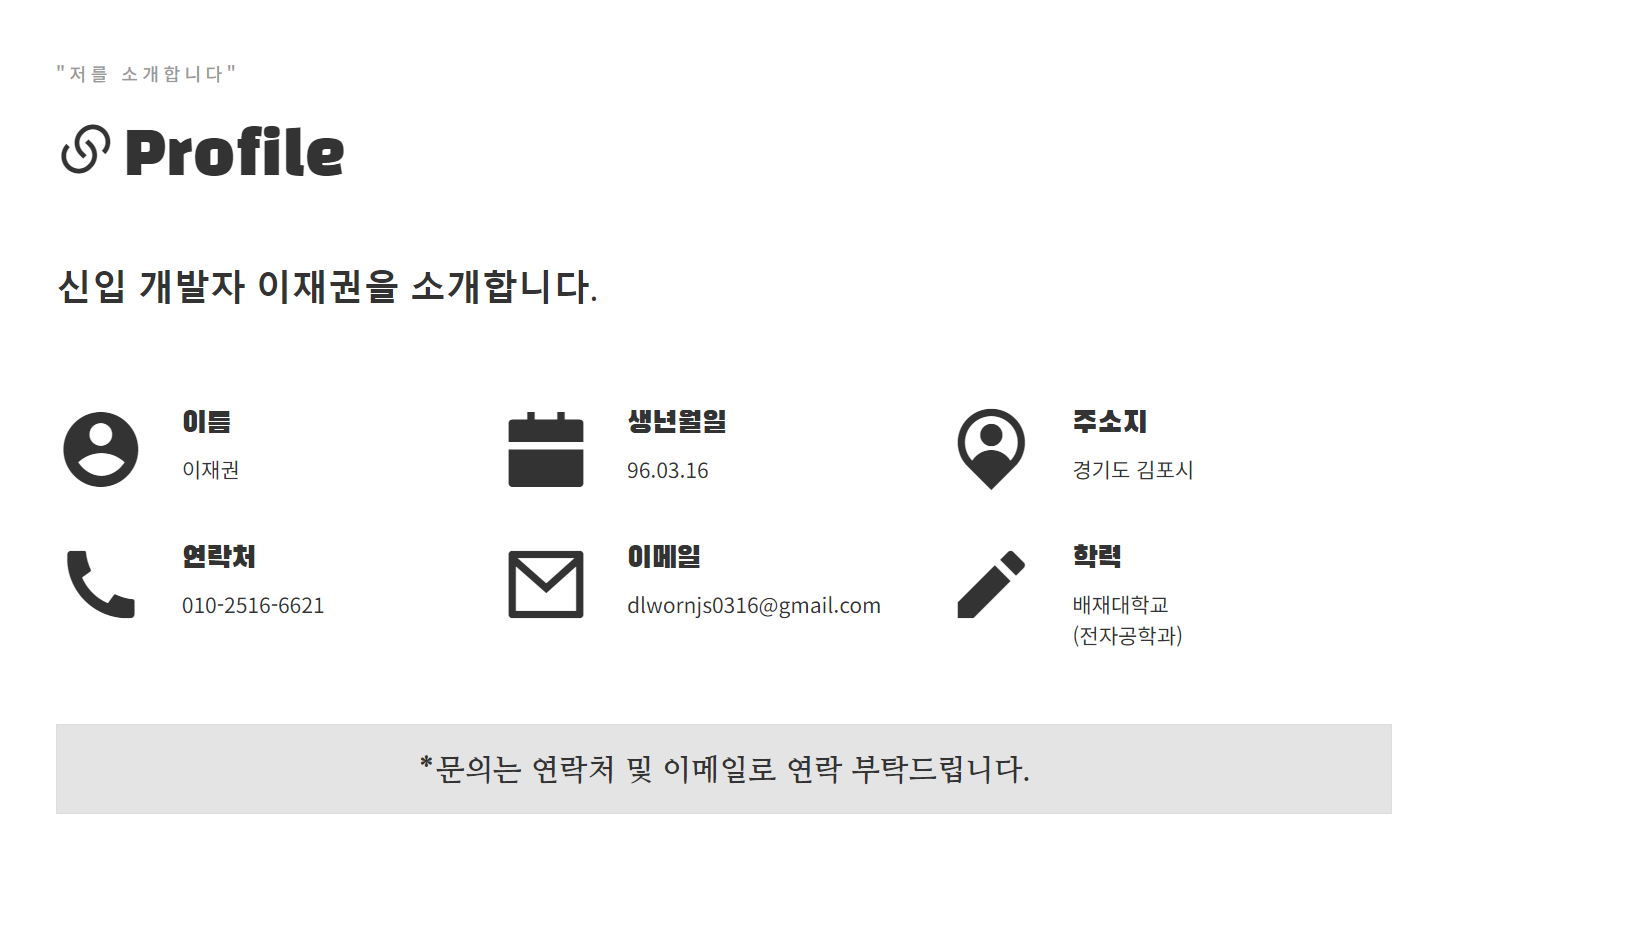 "저를 소개합니다"
Profile
신입 개발자 이재권을 소개합니다.
이름
이재권
생년월일
96.03.16
주소지
경기도 김포시
연락처
010-2516-6621
이메일
dlwornjs0316@gmail.com
학력
배재대학교
(전자공학과)
*문의는 연락처 및 이메일로 연락 부탁드립니다.